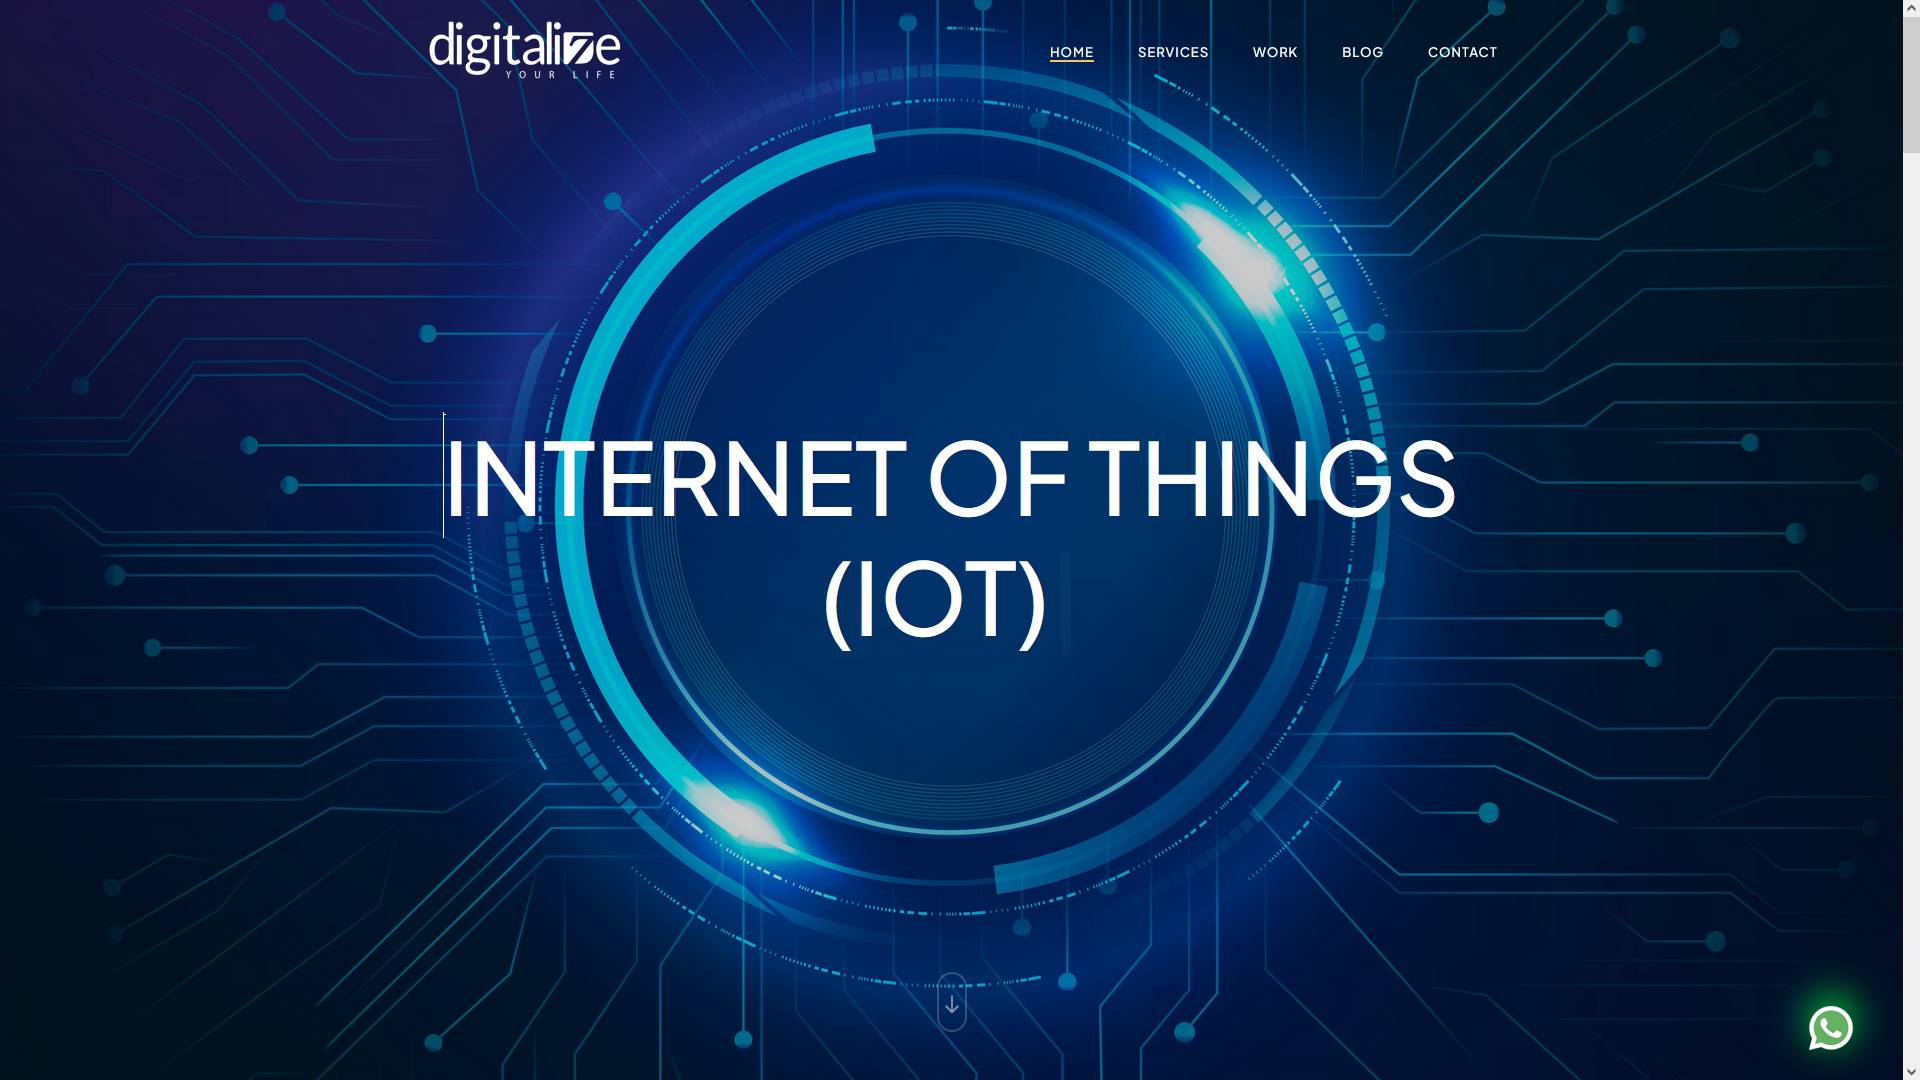 digitalize
YOUR LIFE
HOME
SERVICES
WORK
BLOG
CONTACT
INTERNET OF THINGS
(IOT)